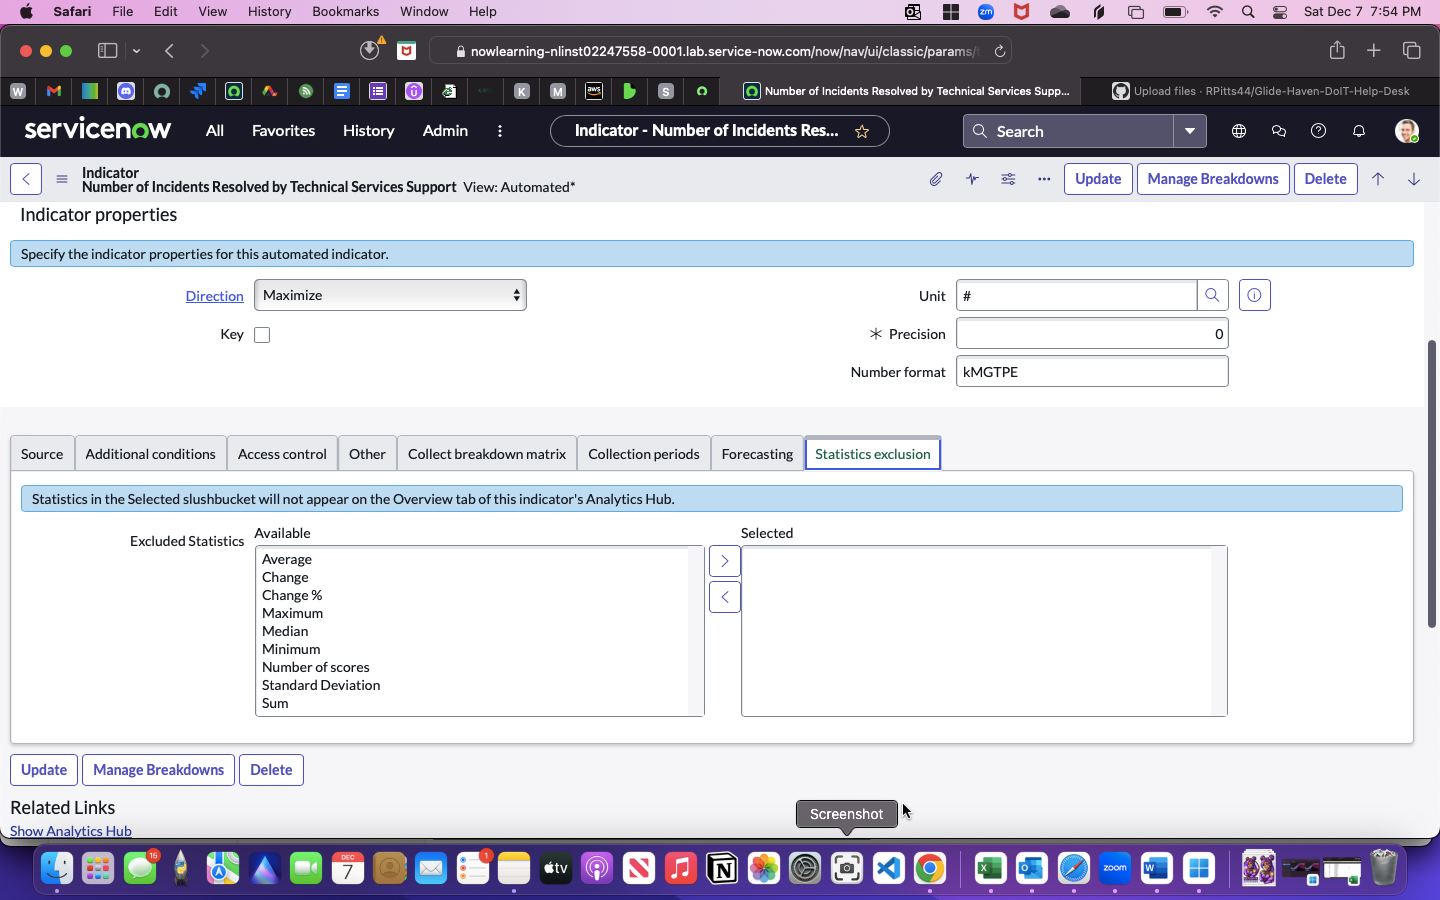 Safari File Edit View History Bookmarks Window Help
zm
Sat Dec 7 7:54 PM
nowlearning-nlinst02247558-0001.lab.service-now.com/now/nav/ui/classic/params/
W
K
M
aws
S
Number of Incidents Resolved by Technical Services Supp...
Upload files · RPitts44/Glide-Haven-DoIT-Help-Desk
servicenow
All Favorites History Admin
Indicator - Number of Incidents Res...
Search
Indicator
Number of Incidents Resolved by Technical Services Support View: Automated*
Update Manage Breakdowns Delete
Indicator properties
Specify the indicator properties for this automated indicator.
Direction Maximize
Unit #
Key
Precision 0
Number format kMGTPE
Source Additional conditions Access control Other Collect breakdown matrix Collection periods Forecasting Statistics exclusion
Statistics in the Selected slushbucket will not appear on the Overview tab of this indicator's Analytics Hub.
Excluded Statistics
Available
Selected
Average
Change
Change %
Maximum
Median
Minimum
Number of scores
Standard Deviation
Sum
Update Manage Breakdowns Delete
Related Links
Show Analytics Hub
Screenshot
16
DEC
7
1
tv
zoom